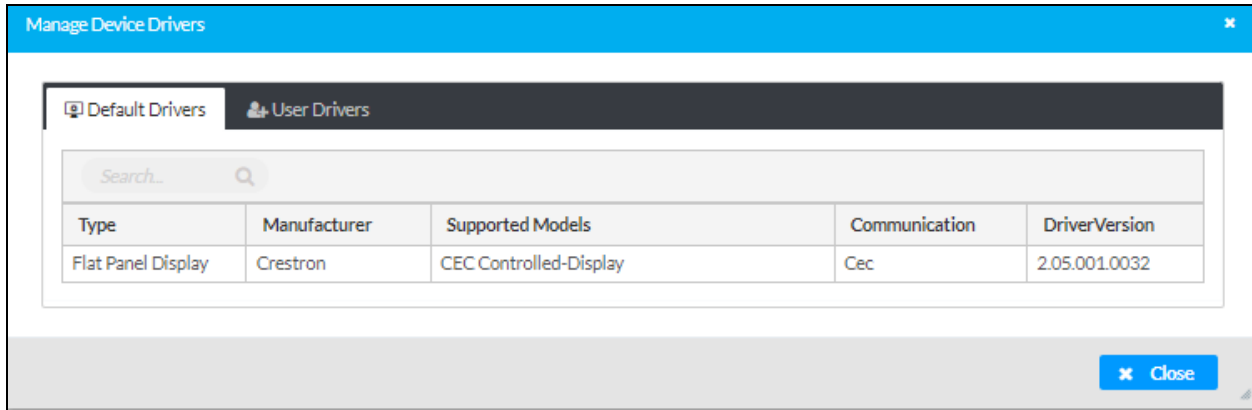 Manage Device Drivers
Default Drivers User Drivers
Search...
Type Manufacturer Supported Models Communication DriverVersion
Flat Panel Display Crestron CEC Controlled-Display Cec 2.05.001.0032
Close